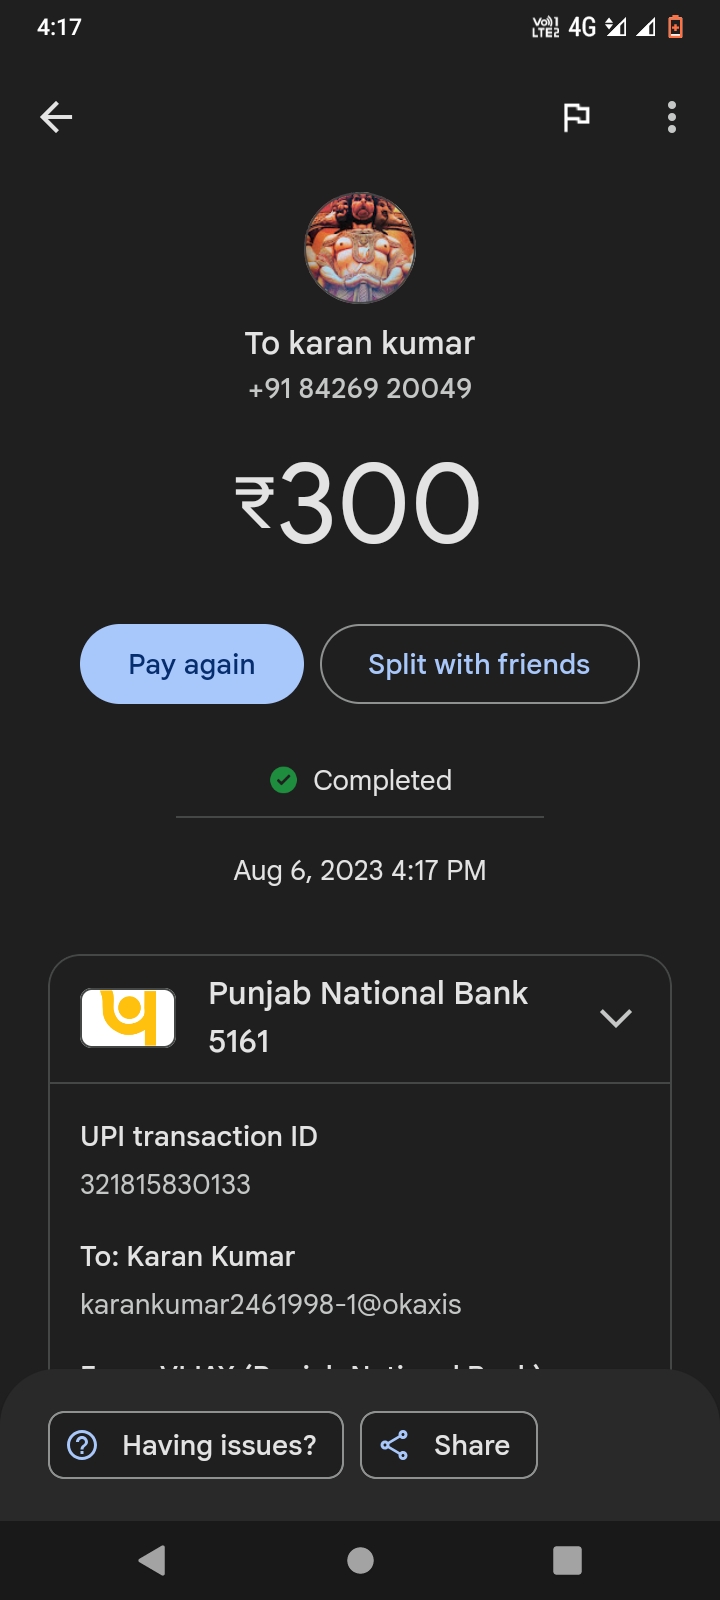 4:17
Vo))1 LTE2 4G
To karan kumar
+91 84269 20049
₹300
Pay again
Split with friends
Completed
Aug 6, 2023 4:17 PM
Punjab National Bank
5161
UPI transaction ID
321815830133
To: Karan Kumar
karankumar2461998-1@okaxis
Having issues?
Share